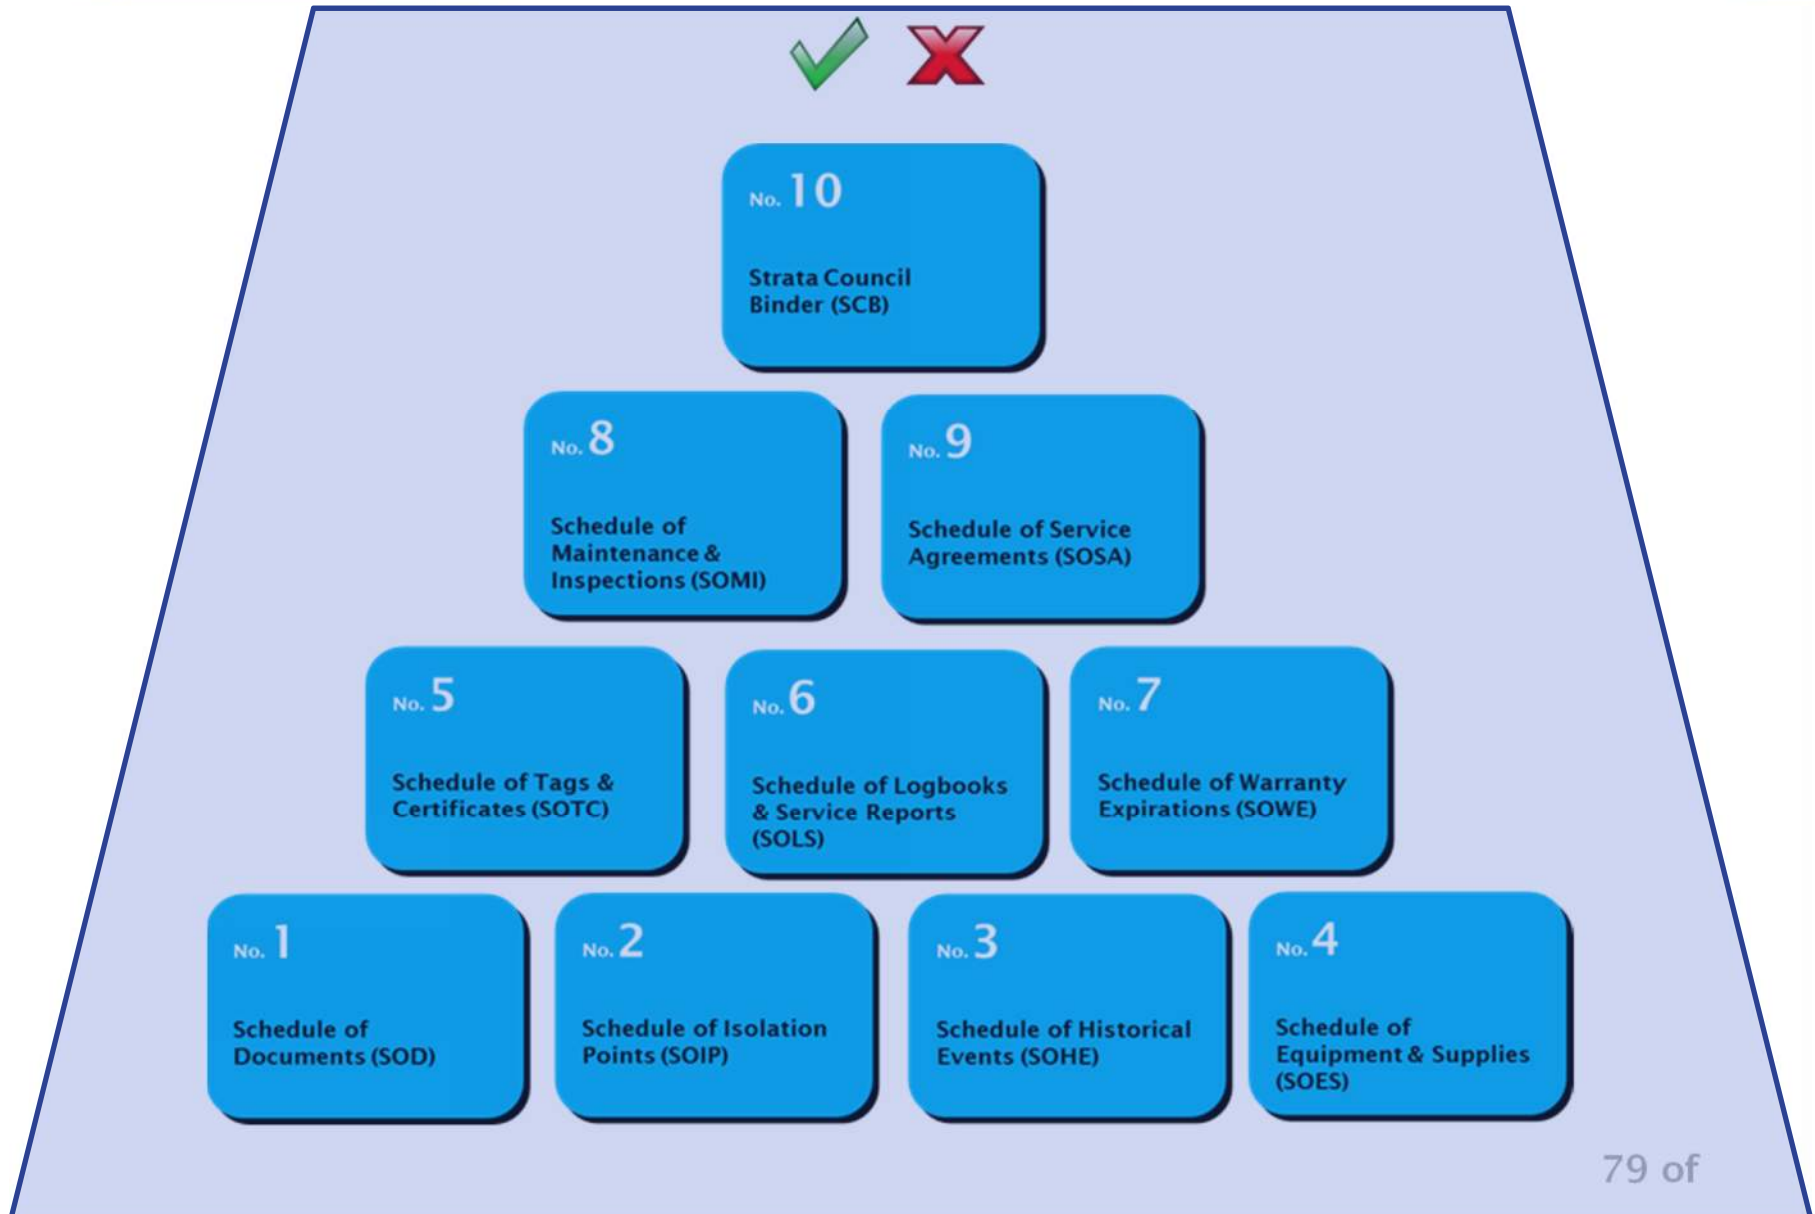 No. 10
Strata Council
Binder (SCB)
No. 8
Schedule of
Maintenance &
Inspections (SOMI)
No. 9
Schedule of Service
Agreements (SOSA)
No. 5
Schedule of Tags &
Certificates (SOTC)
No. 6
Schedule of Logbooks
& Service Reports
(SOLS)
No. 7
Schedule of Warranty
Expirations (SOWE)
No. 1
Schedule of
Documents (SOD)
No. 2
Schedule of Isolation
Points (SOIP)
No. 3
Schedule of Historical
Events (SOHE)
No. 4
Schedule of
Equipment & Supplies
(SOES)
79 of